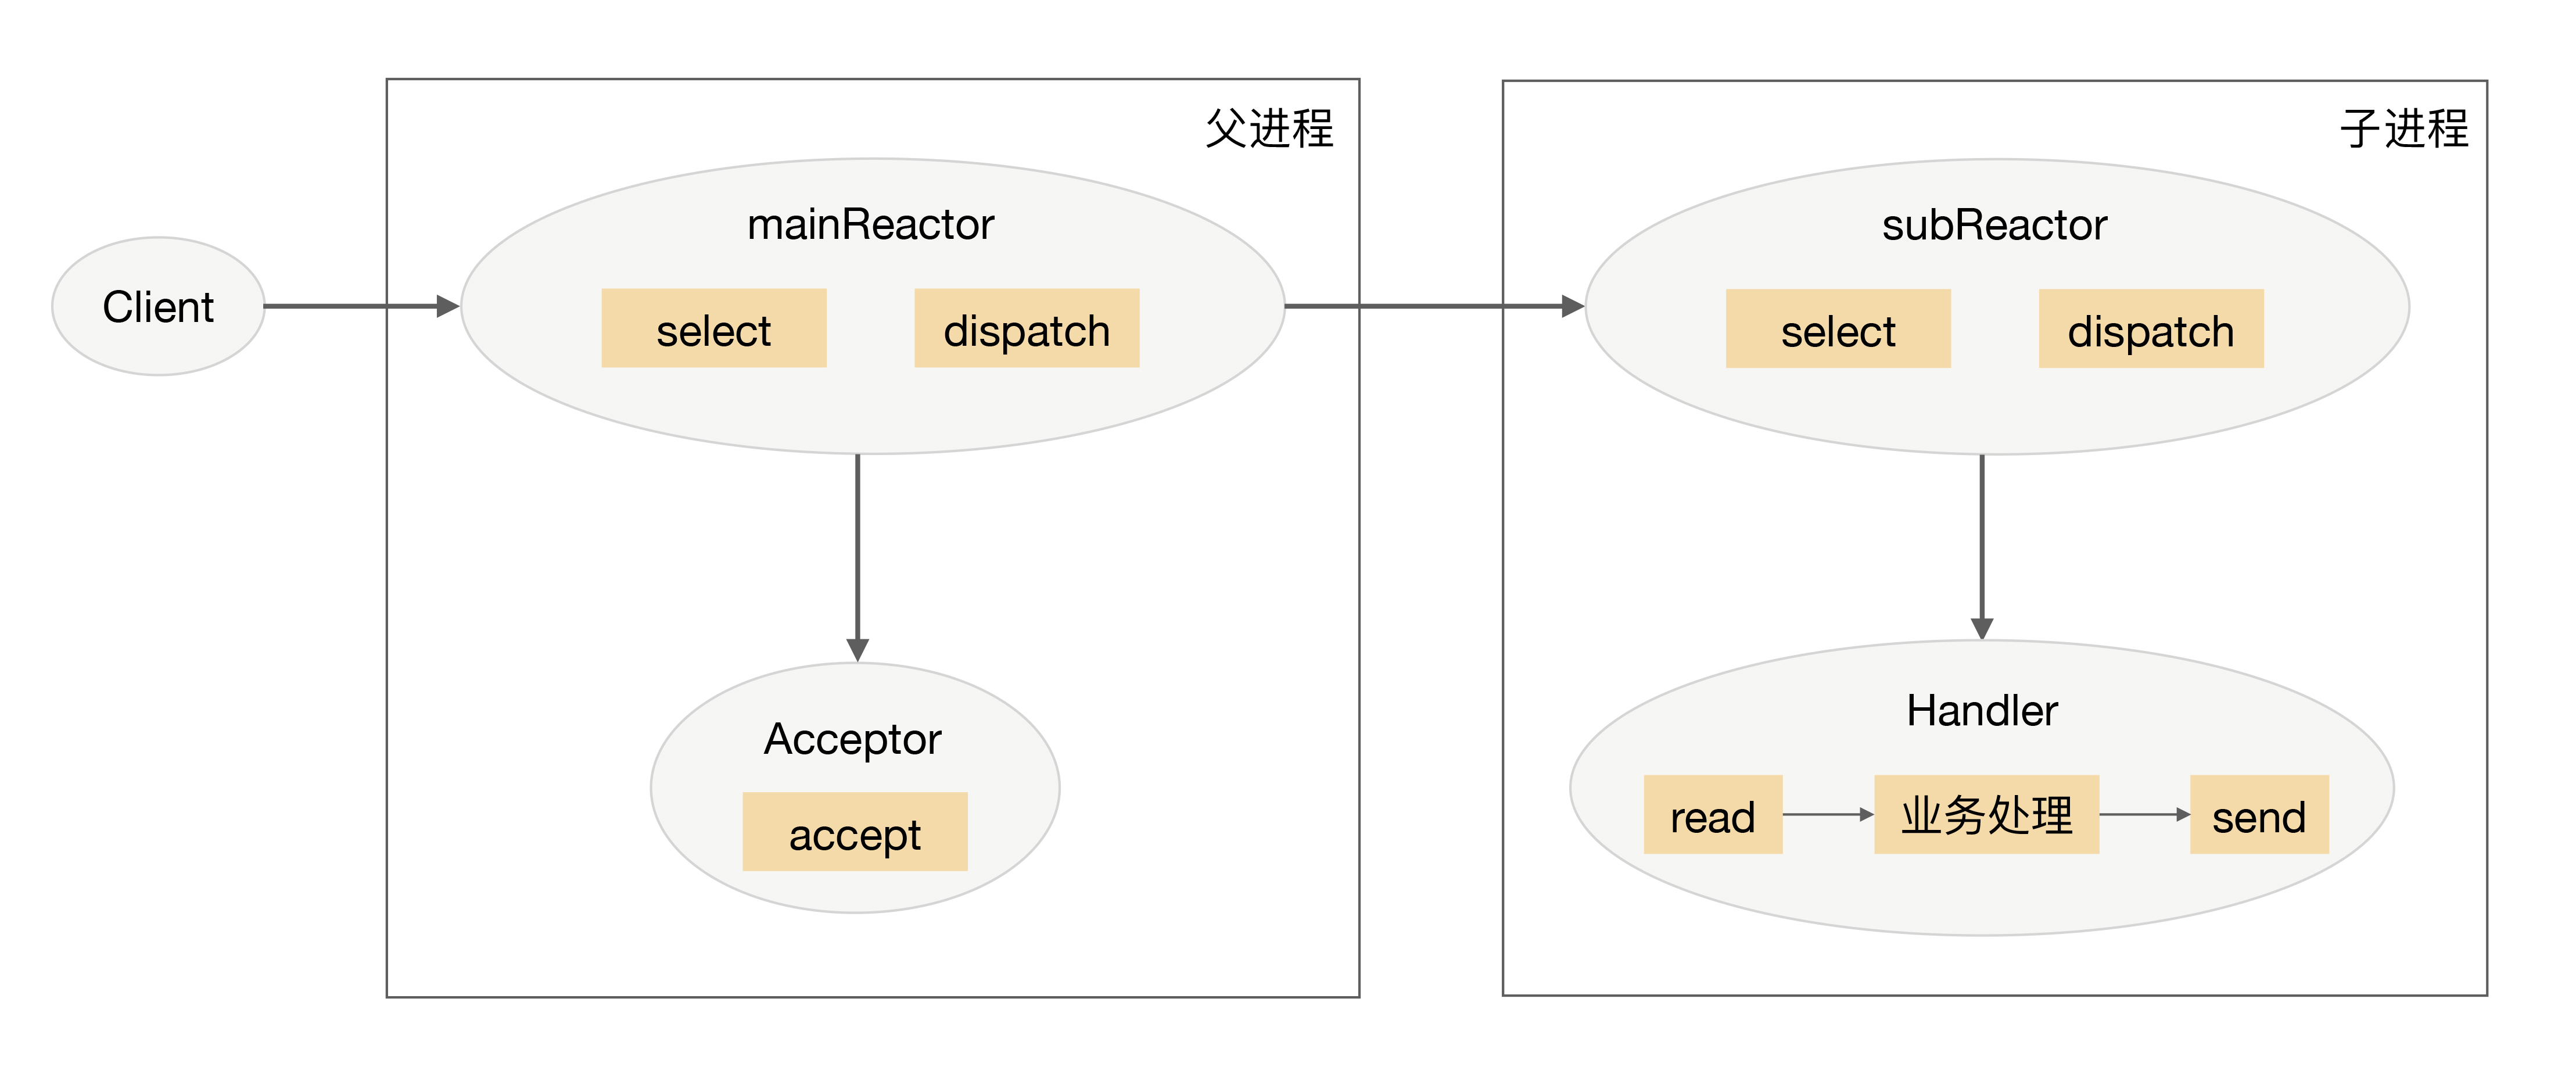 父进程
子进程
Client
mainReactor
select
dispatch
subReactor
select
dispatch
Acceptor
accept
Handler
read
业务处理
send